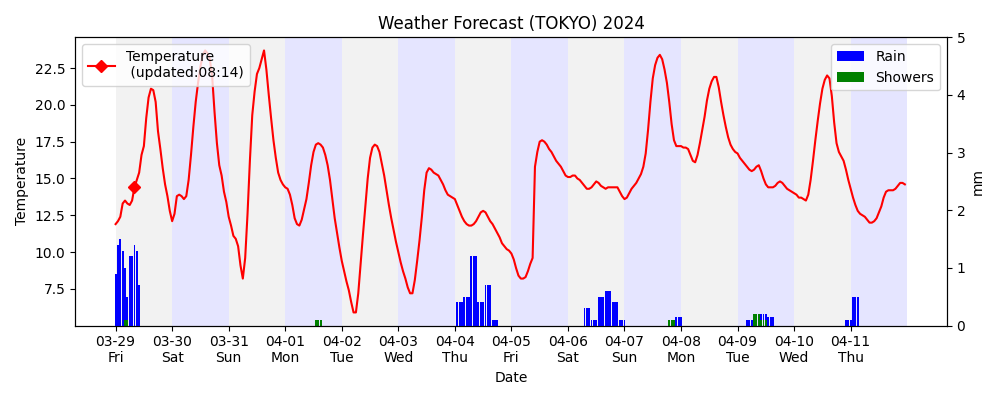 Weather Forecast (TOKYO) 2024
Temperature
(updated:08:14)
Rain
Showers
Temperature
22.5
20.0
17.5
15.0
12.5
10.0
7.5
5
4
3
2
1
0
mm
03-29 03-30 03-31 04-01 04-02 04-03 04-04 04-05 04-06 04-07 04-08 04-09 04-10 04-11
Fri Sat Sun Mon Tue Wed Thu Fri Sat Sun Mon Tue Wed Thu
Date